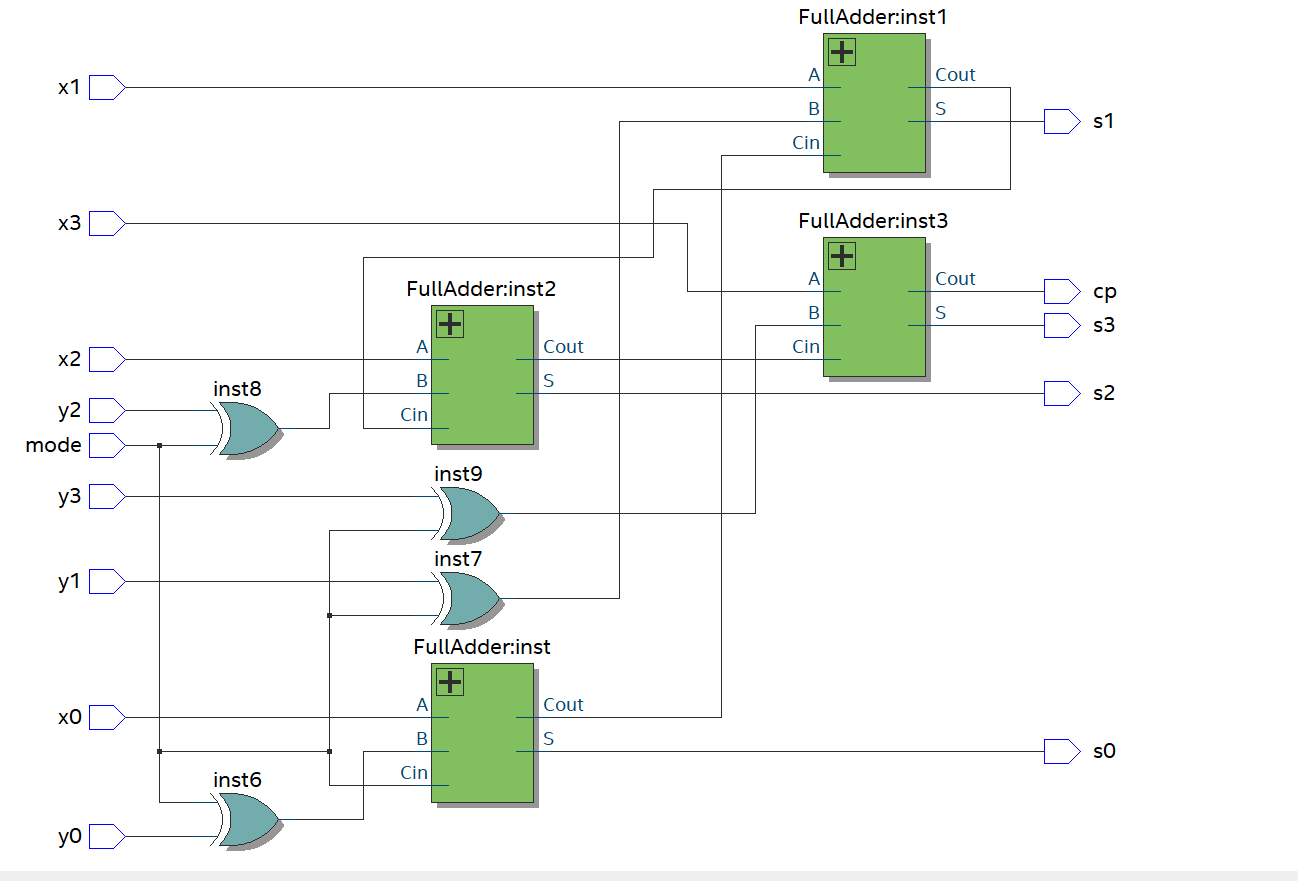 FullAdder:inst1
x1
A
Cout
B
S
s1
Cin
x3
FullAdder:inst3
A
Cout
cp
B
S
s3
Cin
FullAdder:inst2
x2
A
Cout
B
S
s2
Cin
inst8
y2
mode
inst9
y3
inst7
y1
FullAdder:inst
x0
A
Cout
B
S
s0
Cin
inst6
y0